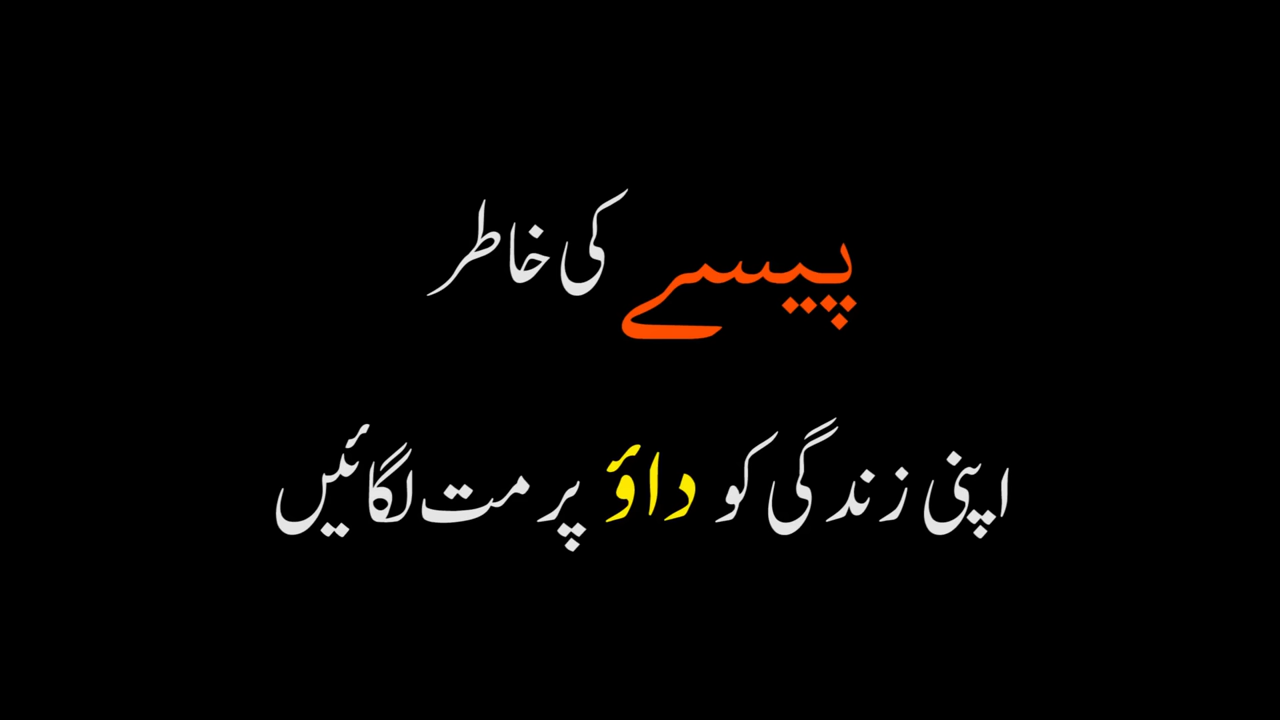 پیسے کی خاطر
اپنی زندگی کو داؤ پر مت لگائیں